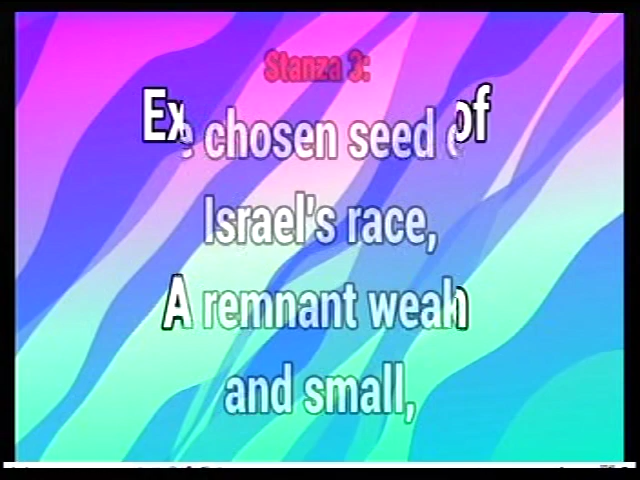 Stanza 3:
Ex of
chosen seed
Israel's race,
A remnant weak
and small,